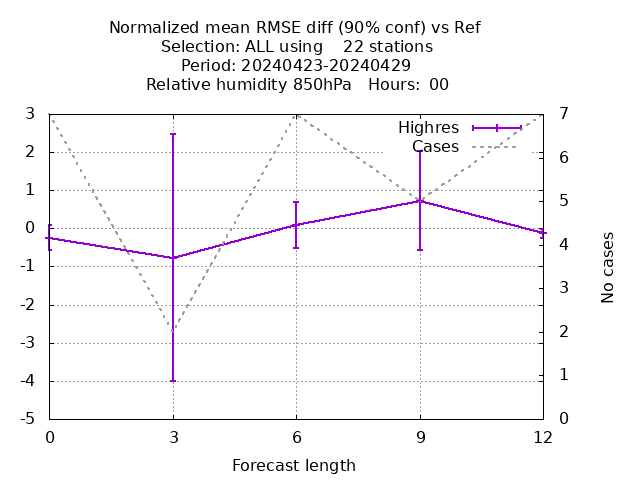 Normalized mean RMSE diff (90% conf) vs Ref
Selection: ALL using    22 stations
Period: 20240423-20240429
Relative humidity 850hPa   Hours:  00
Highres
Cases
3
2
1
0
-1
-2
-3
-4
-5
7
6
5
4
3
2
1
0
No cases
0 3 6 9 12
Forecast length